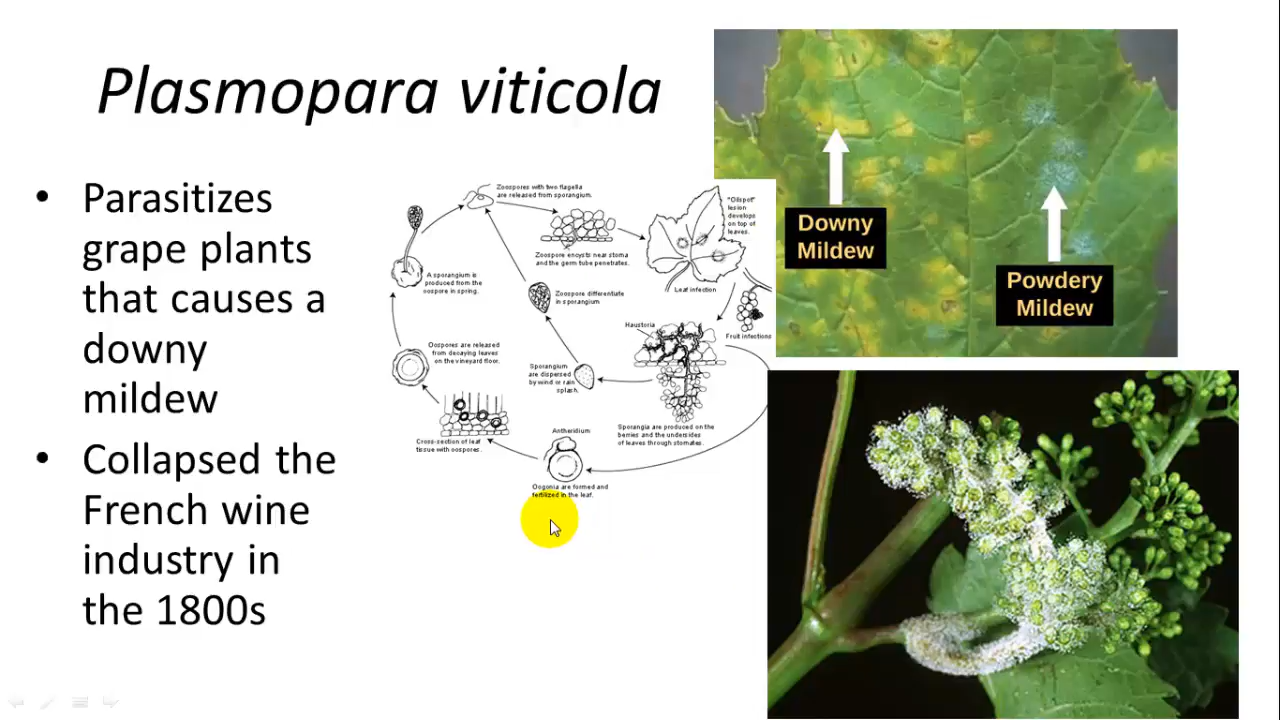 Plasmopara viticola
• Parasitizes
grape plants
that causes a
downy
mildew
• Collapsed the
French wine
industry in
the 1800s
Zoospores with two flagella
are released from sporangium.
Zoospore encysts near stoma
and the germ tube penetrates.
"Oilspot"
lesion
develops
on top of
leaves.
Leaf infection
A sporangium is
produced from the
oospore in spring.
Zoospore differentiate
in sporangium
Haustoria
Fruit infections
Oospores are released
from decaying leaves
on the vineyard floor.
Sporangium
are dispersed
by wind or rain
splash.
Sporangia are produced on the
berries and the undersides
of leaves through stomates.
Antheridium
Cross-section of leaf
tissue with oospores.
Oogonia are formed and
fertilized in the leaf.
Downy
Mildew
Powdery
Mildew